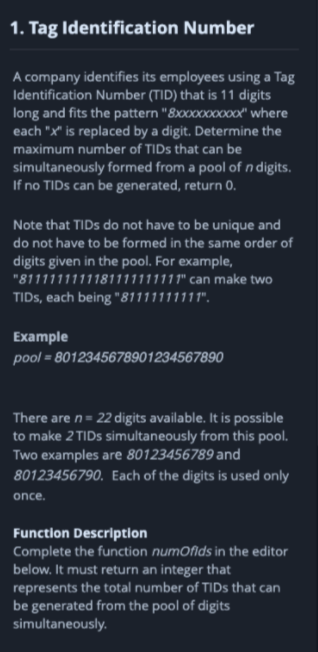 1. Tag Identification Number
A company identifies its employees using a Tag
Identification Number (TID) that is 11 digits
long and fits the pattern "8xxxxxxxxxx" where
each "x" is replaced by a digit. Determine the
maximum number of TIDs that can be
simultaneously formed from a pool of n digits.
If no TIDs can be generated, return 0.
Note that TIDs do not have to be unique and
do not have to be formed in the same order of
digits given in the pool. For example,
"8111111111181111111111" can make two
TIDs, each being "81111111111".
Example
pool = 8012345678901234567890
There are n = 22 digits available. It is possible
to make 2 TIDs simultaneously from this pool.
Two examples are 80123456789 and
80123456790. Each of the digits is used only
once.
Function Description
Complete the function numOfIds in the editor
below. It must return an integer that
represents the total number of TIDs that can
be generated from the pool of digits
simultaneously.